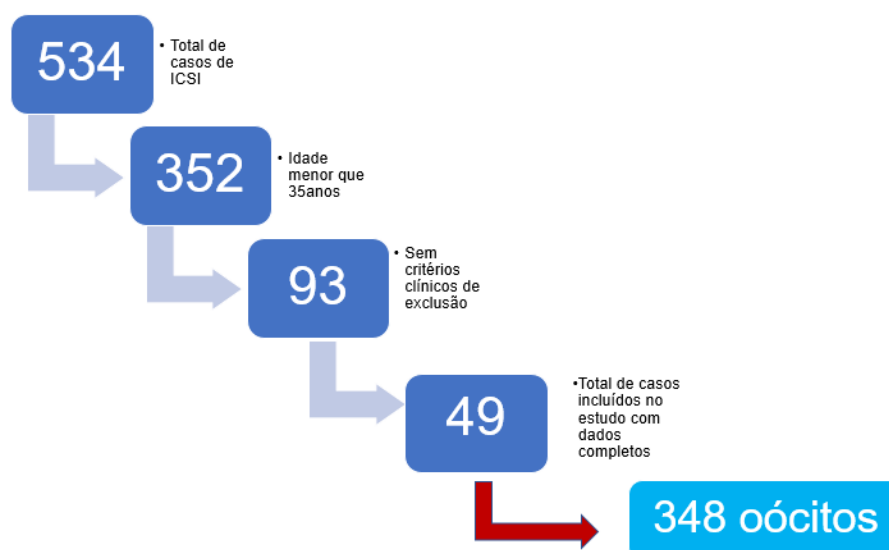 534
• Total de
casos de
ICSI
352
• Idade
menor que
35anos
93
• Sem
critérios
clínicos de
exclusão
49
•Total de casos
incluídos no
estudo com
dados
completos
348 oócitos